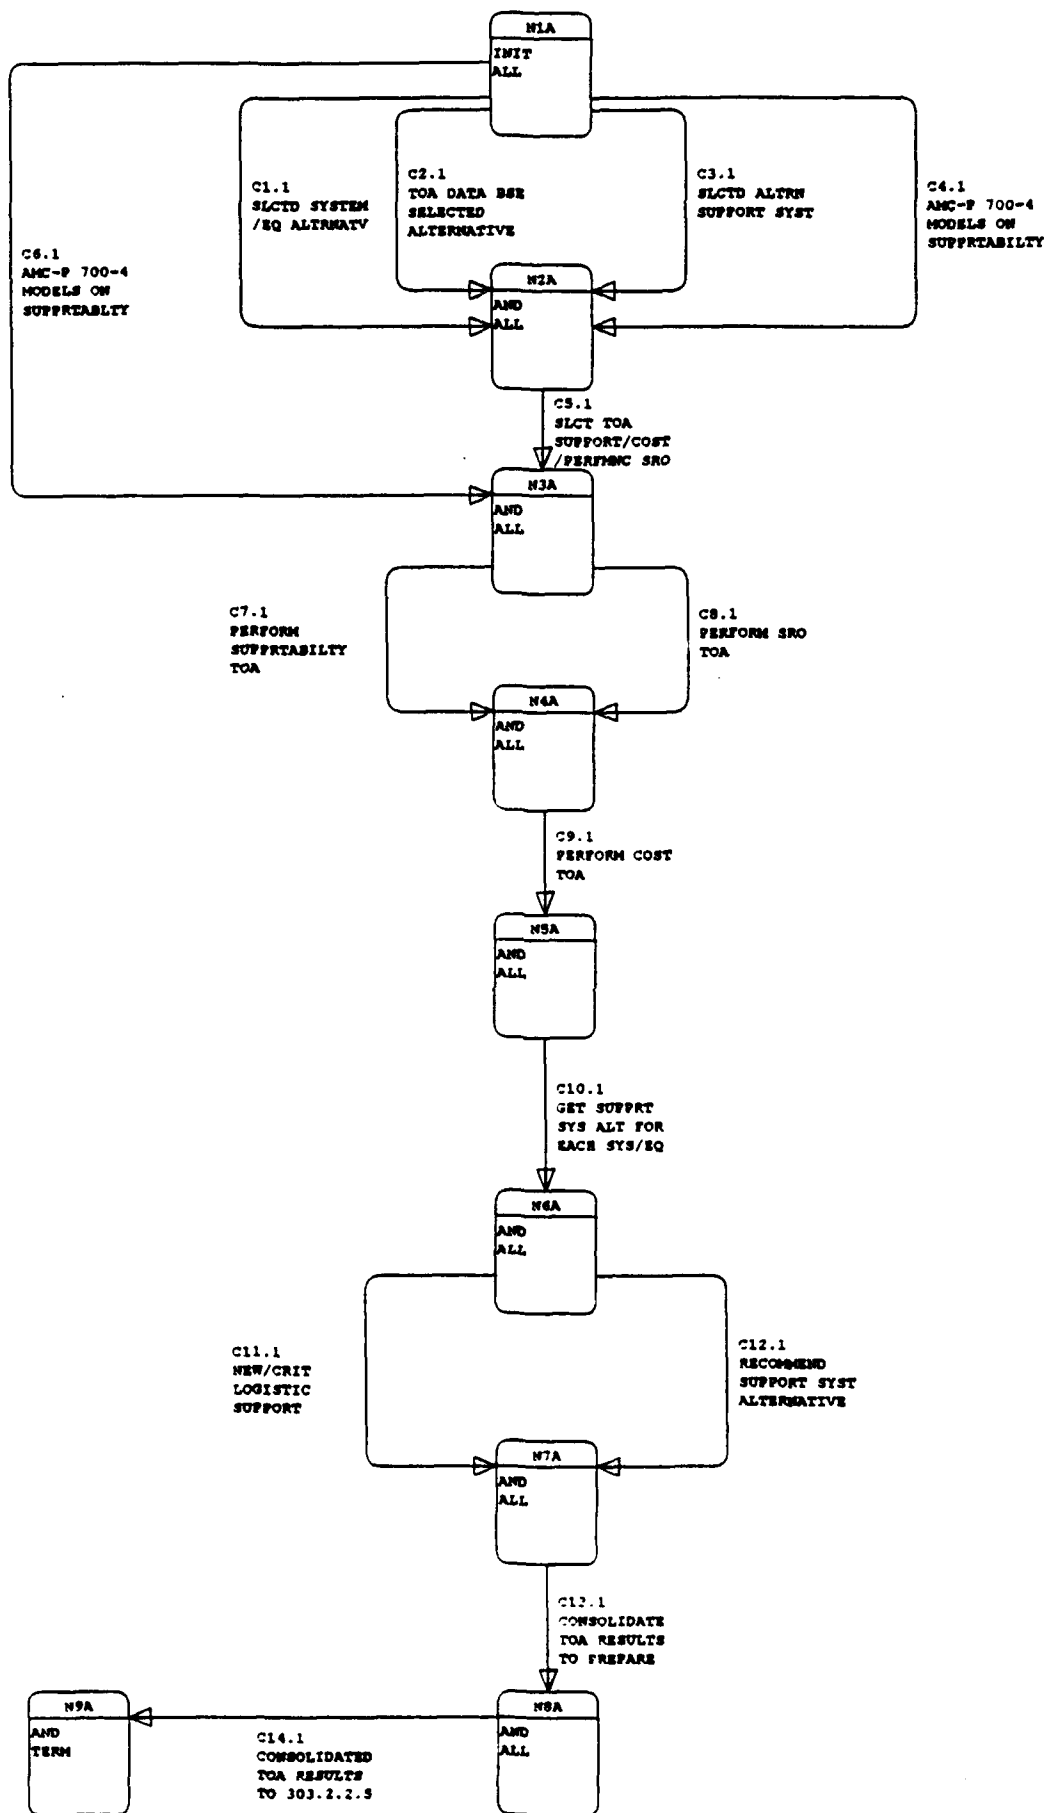 N1A
INIT
ALL
C1.1
SLCTD SYSTEM
/EQ ALTRNATV
C2.1
TOA DATA BSE
SELECTED
ALTERNATIVE
C3.1
SLCTD ALTRN
SUPPORT SYST
C4.1
AMC-P 700-4
MODELS ON
SUPPRTABILTY
C6.1
AMC-P 700-4
MODELS ON
SUPPRTABLTY
N2A
AND
ALL
C5.1
SLCT TOA
SUPPORT/COST
/PERFMNC SRO
N3A
AND
ALL
C7.1
PERFORM
SUPPRTABILTY
TOA
C8.1
PERFORM SRO
TOA
N4A
AND
ALL
C9.1
PERFORM COST
TOA
N5A
AND
ALL
C10.1
GET SUPPRT
SYS ALT FOR
EACH SYS/EQ
N6A
AND
ALL
C11.1
NEW/CRIT
LOGISTIC
SUPPORT
C12.1
RECOMMEND
SUPPORT SYST
ALTERNATIVE
N7A
AND
ALL
C13.1
CONSOLIDATE
TOA RESULTS
TO PREPARE
N9A
AND
TERM
C14.1
CONSOLIDATED
TOA RESULTS
TO 303.2.2.5
N8A
AND
ALL